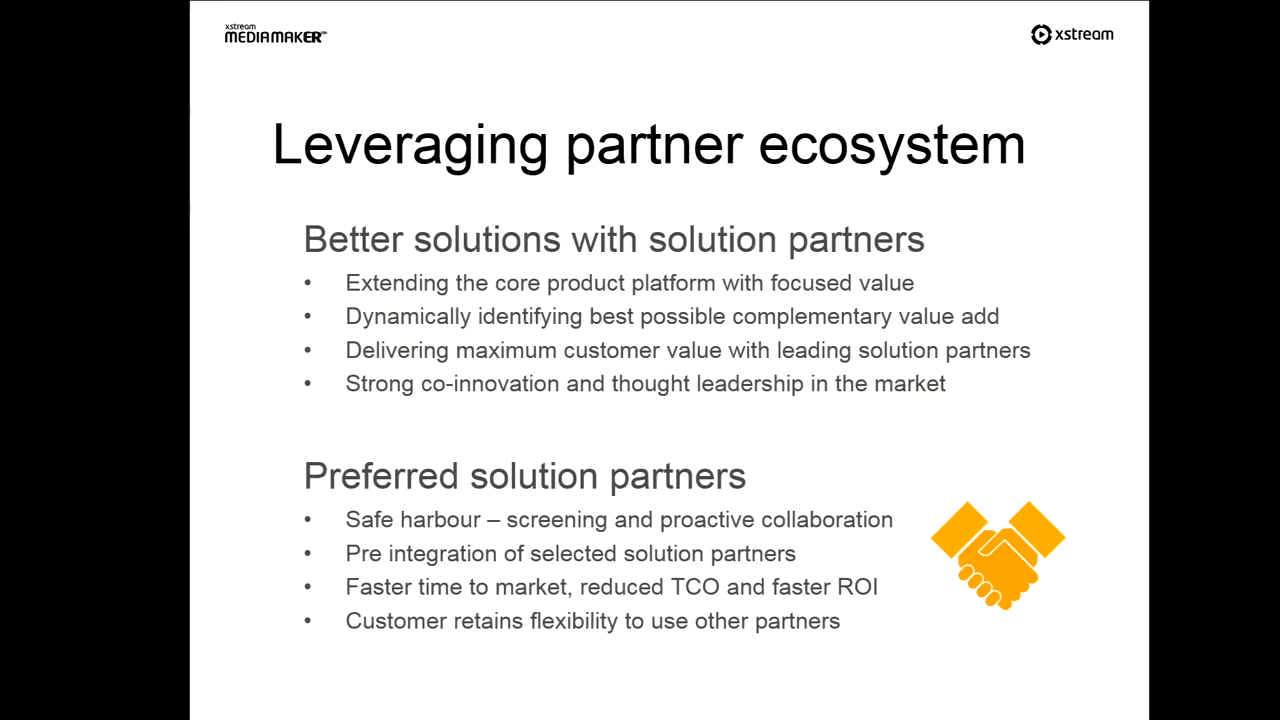 xstream
MEDIAMAKER
xstream
Leveraging partner ecosystem
Better solutions with solution partners
• Extending the core product platform with focused value
• Dynamically identifying best possible complementary value add
• Delivering maximum customer value with leading solution partners
• Strong co-innovation and thought leadership in the market
Preferred solution partners
• Safe harbour – screening and proactive collaboration
• Pre integration of selected solution partners
• Faster time to market, reduced TCO and faster ROI
• Customer retains flexibility to use other partners